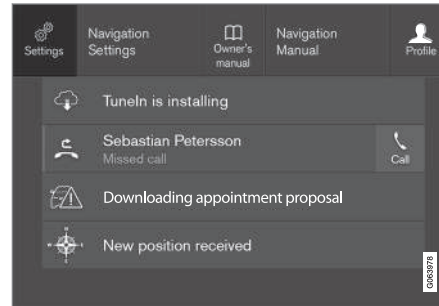 Settings
Navigation
Settings
Owner's
manual
Navigation
Manual
Profile
TuneIn is installing
Sebastian Petersson
Missed call
Call
Downloading appointment proposal
New position received
G063978